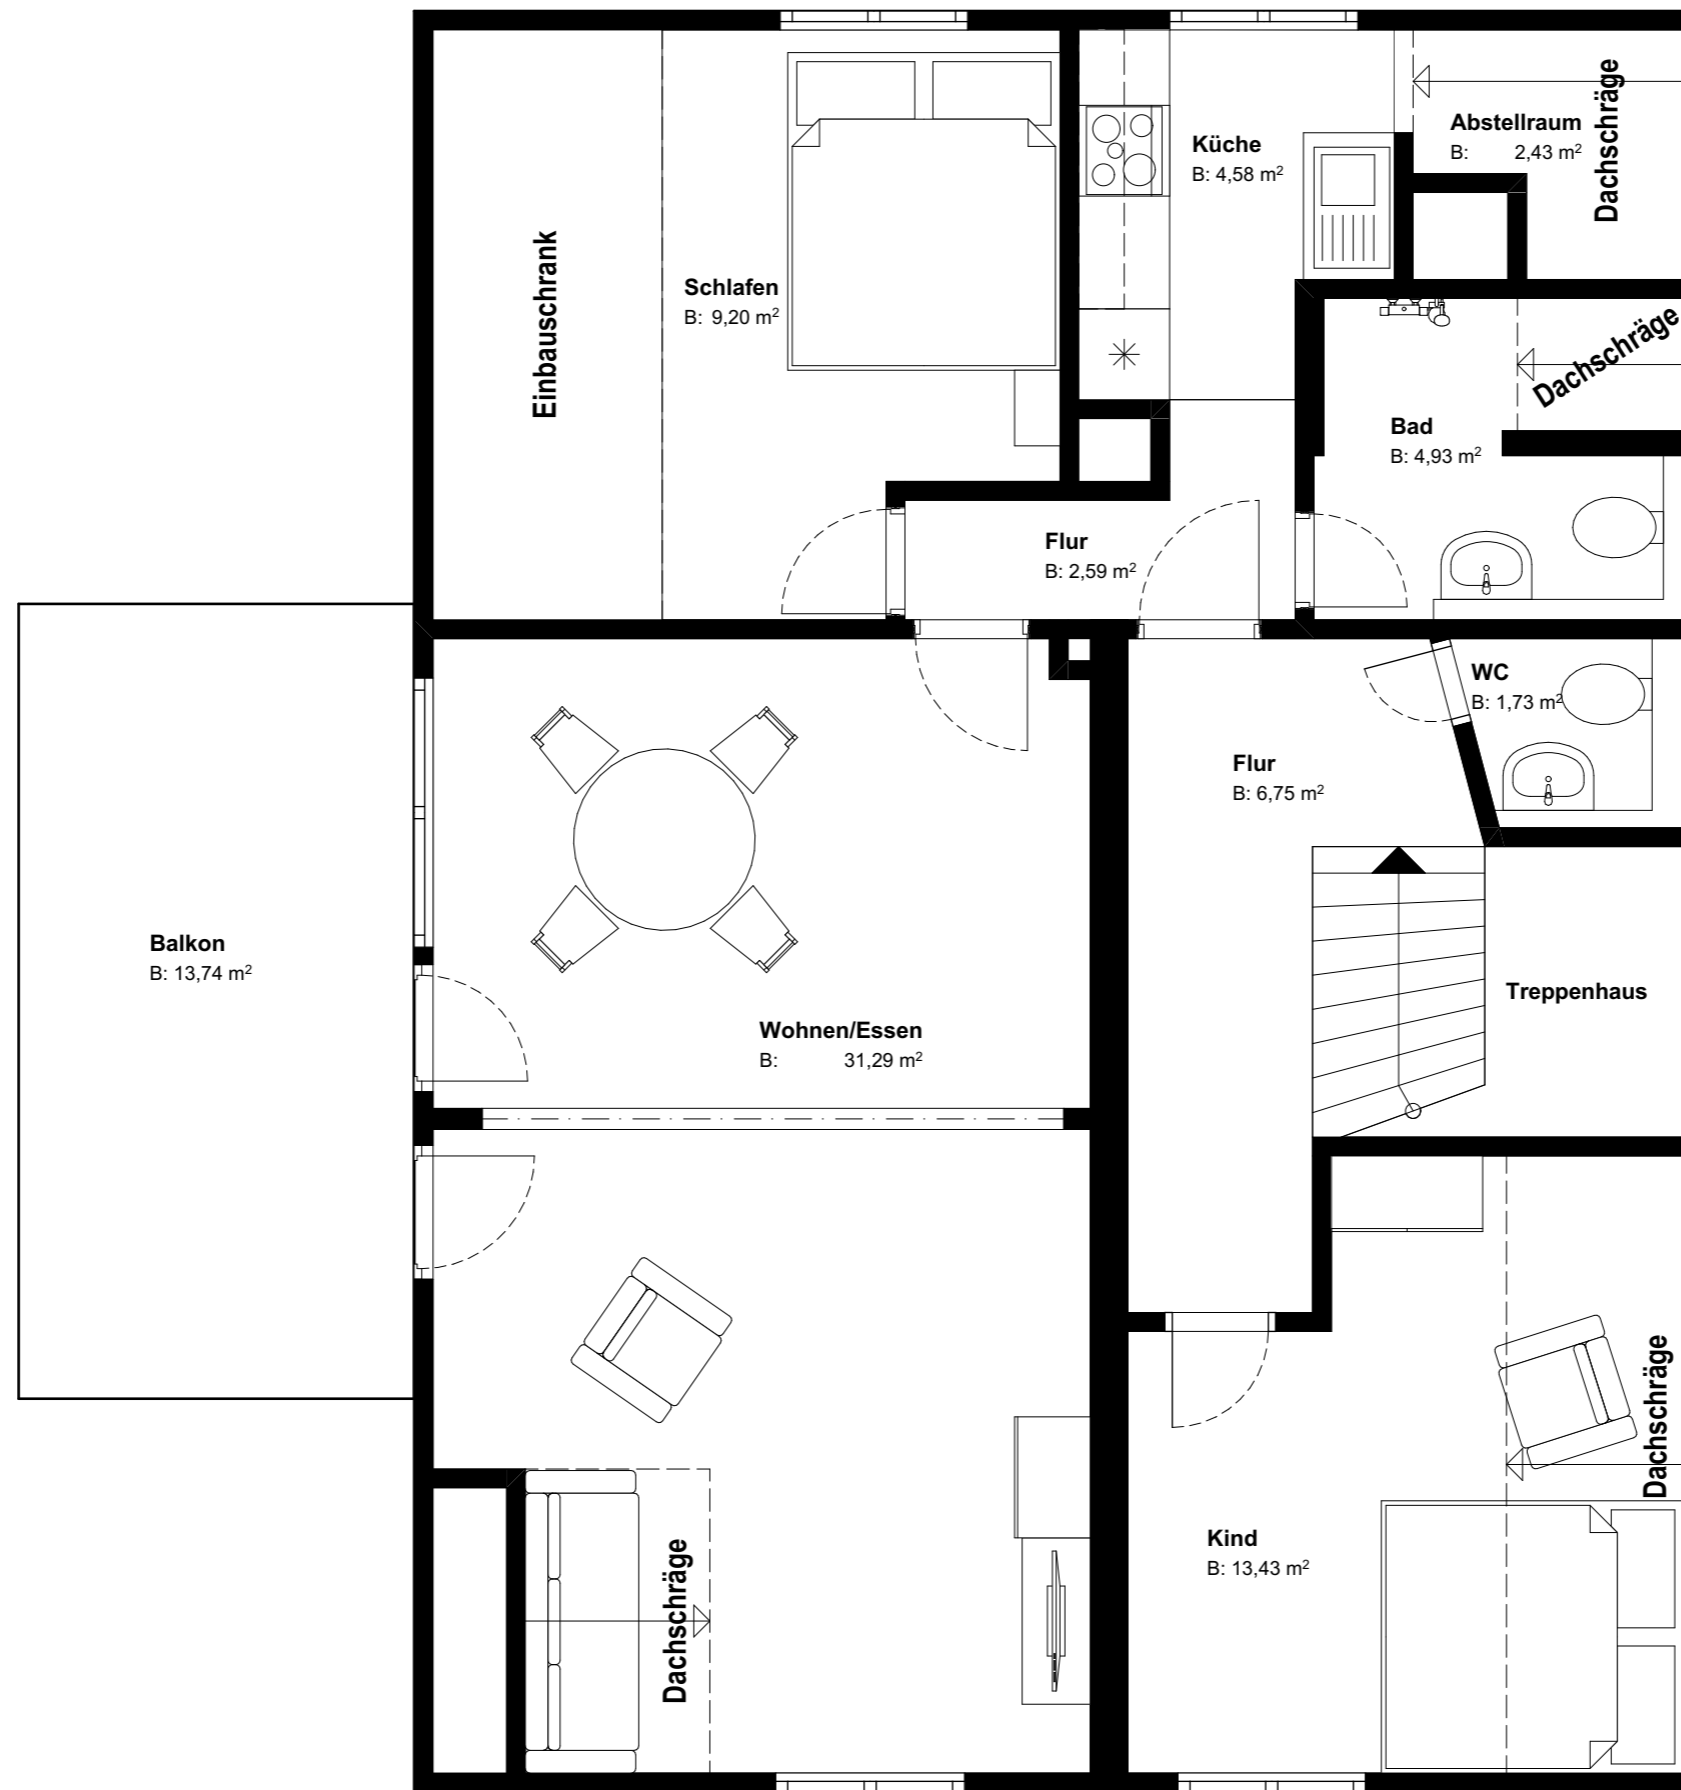 Dachschräge
Abstellraum
B: 2,43 m²
Küche
B: 4,58 m²
Einbauschrank
Schlafen
B: 9,20 m²
Dachschräge
Bad
B: 4,93 m²
Flur
B: 2,59 m²
WC
B: 1,73 m²
Flur
B: 6,75 m²
Balkon
B: 13,74 m²
Treppenhaus
Wohnen/Essen
B: 31,29 m²
Dachschräge
Kind
B: 13,43 m²
Dachschräge